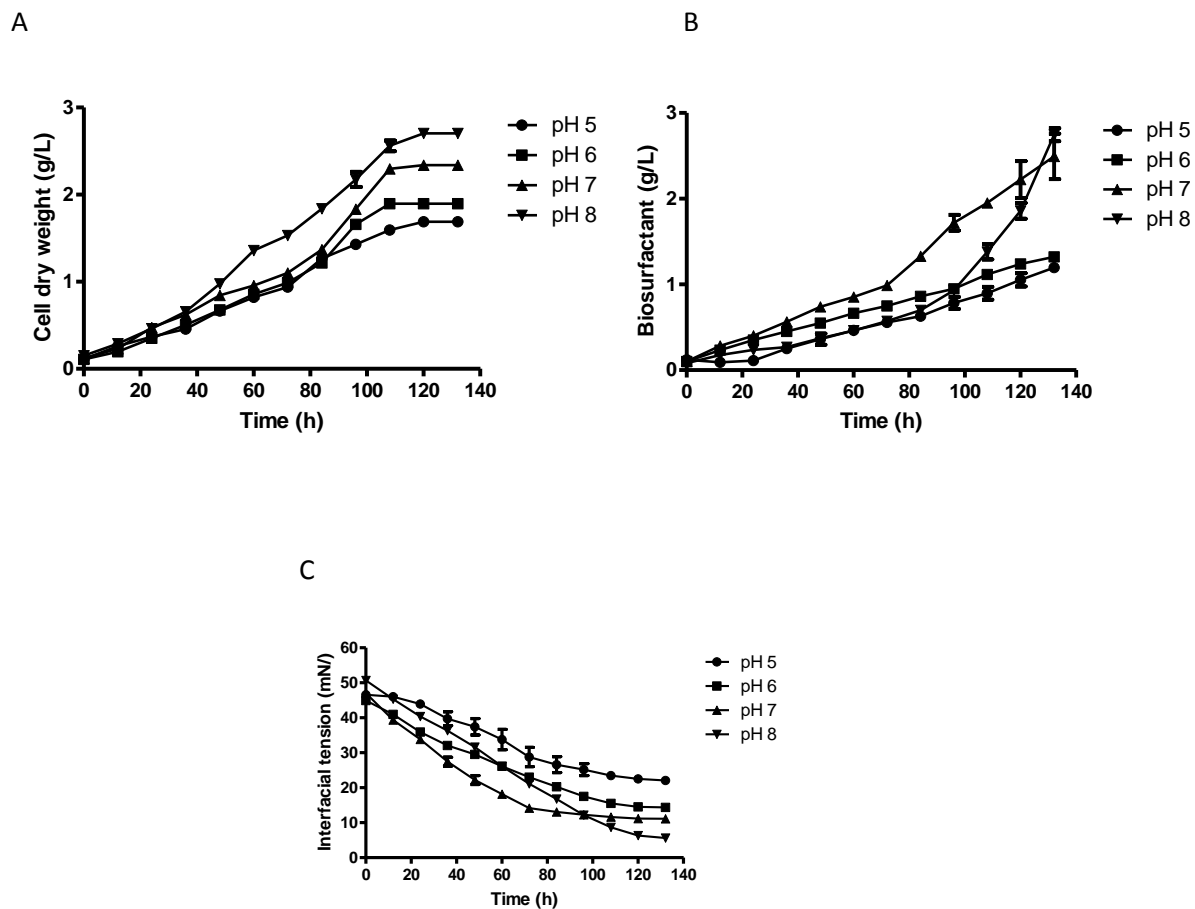 A
B
3
2
1
0
Cell dry weight (g/L)
0 20 40 60 80 100 120 140
Time (h)
pH 5
pH 6
pH 7
pH 8
3
2
1
0
Biosurfactant (g/L)
0 20 40 60 80 100 120 140
Time (h)
pH 5
pH 6
pH 7
pH 8
C
60
50
40
30
20
10
0
Interfacial tension (mN/)
0 20 40 60 80 100 120 140
Time (h)
pH 5
pH 6
pH 7
pH 8